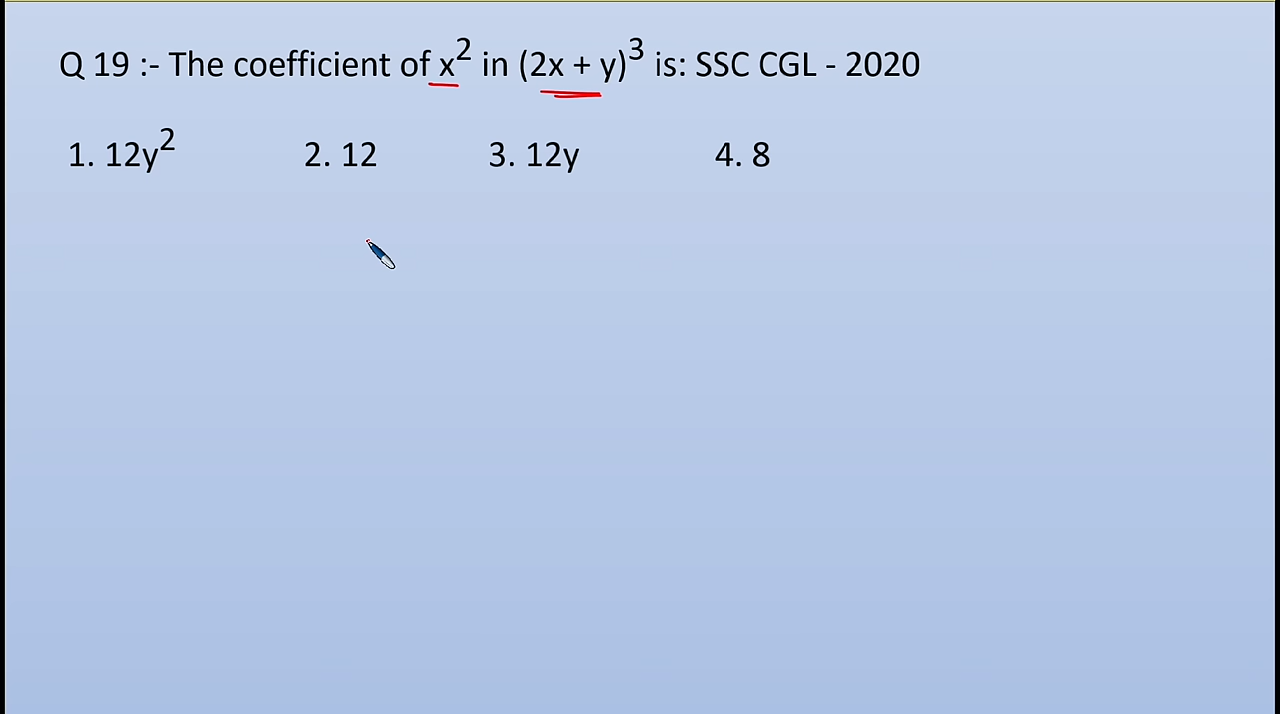 Q 19 :- The coefficient of x² in (2x + y)³ is: SSC CGL - 2020
1. 12y² 2. 12 3. 12y 4. 8